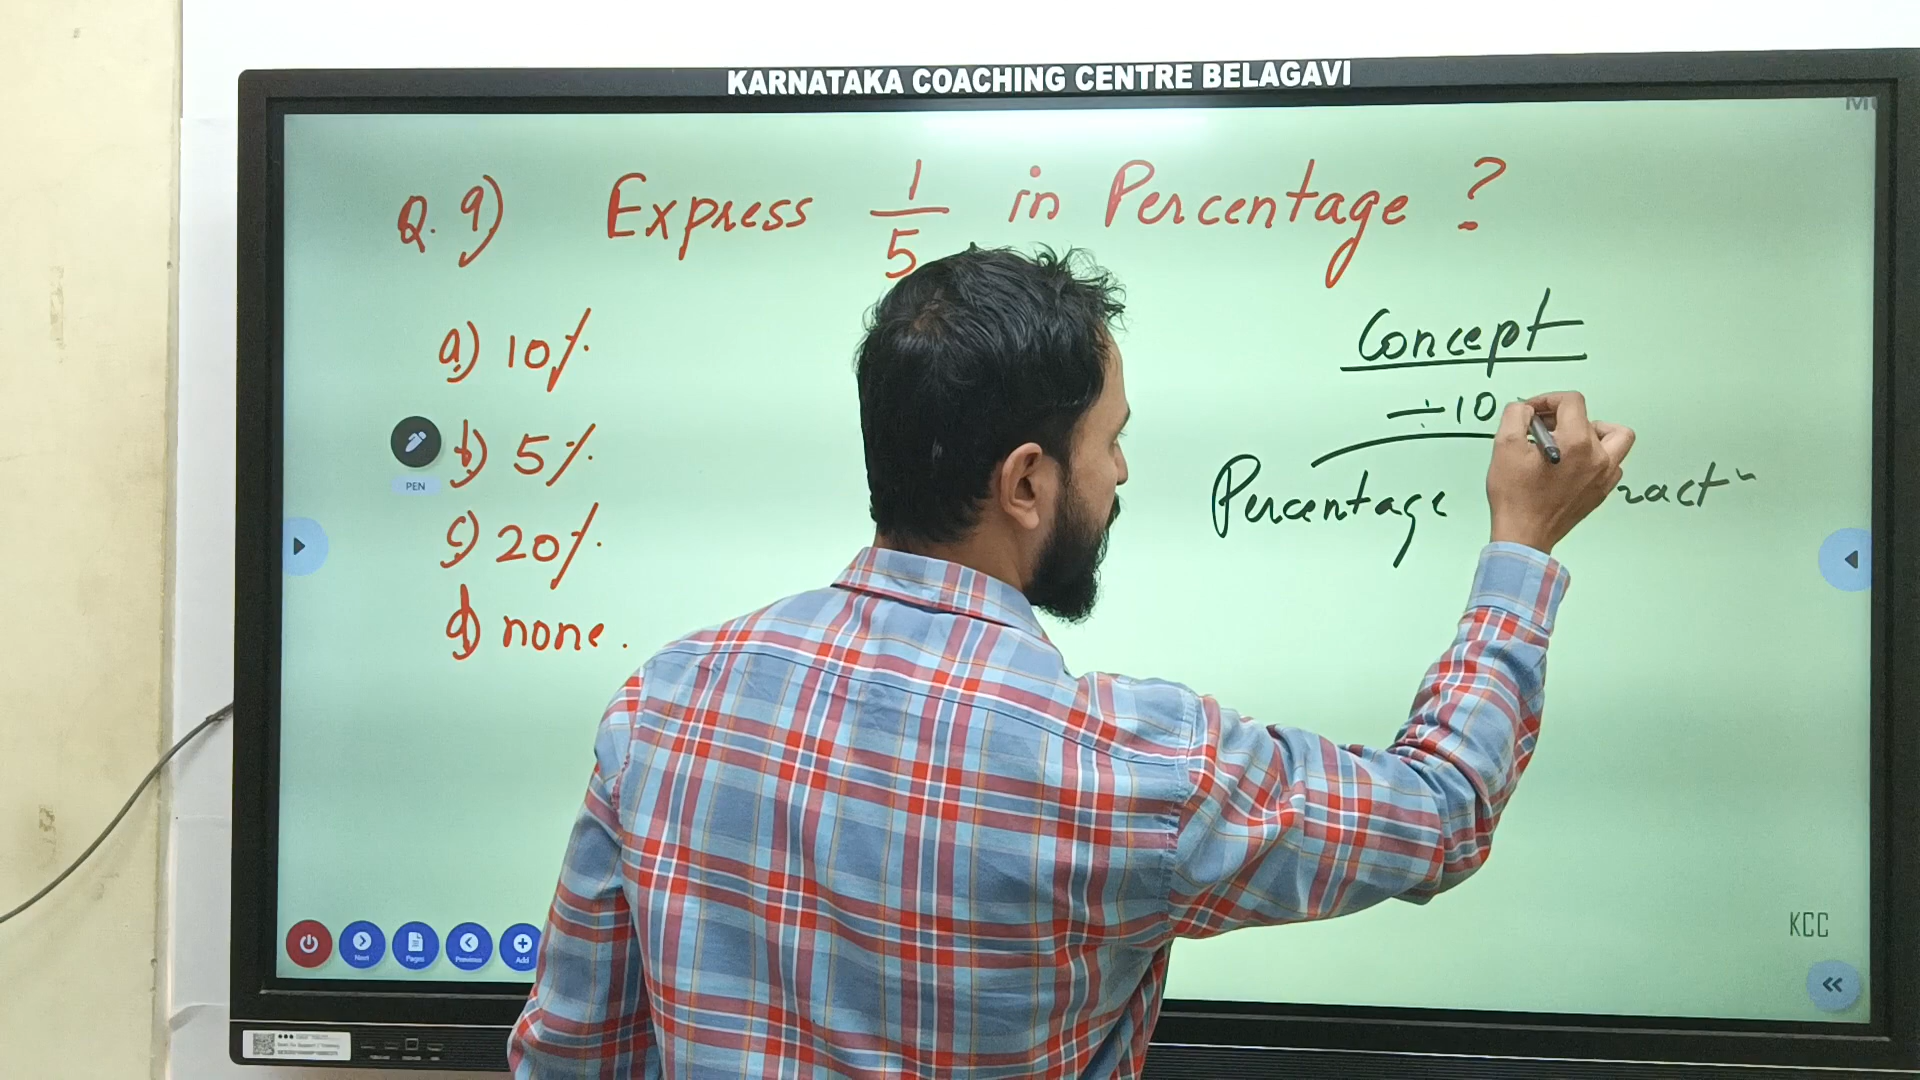 KARNATAKA COACHING CENTRE BELAGAVI
Q. 9) Express 1/5 in Percentage ?
a) 10%
b) 5%
c) 20%
d) none.
Concept
÷10
Percentage
PEN
Next
Pages
Previous
Add
KCC